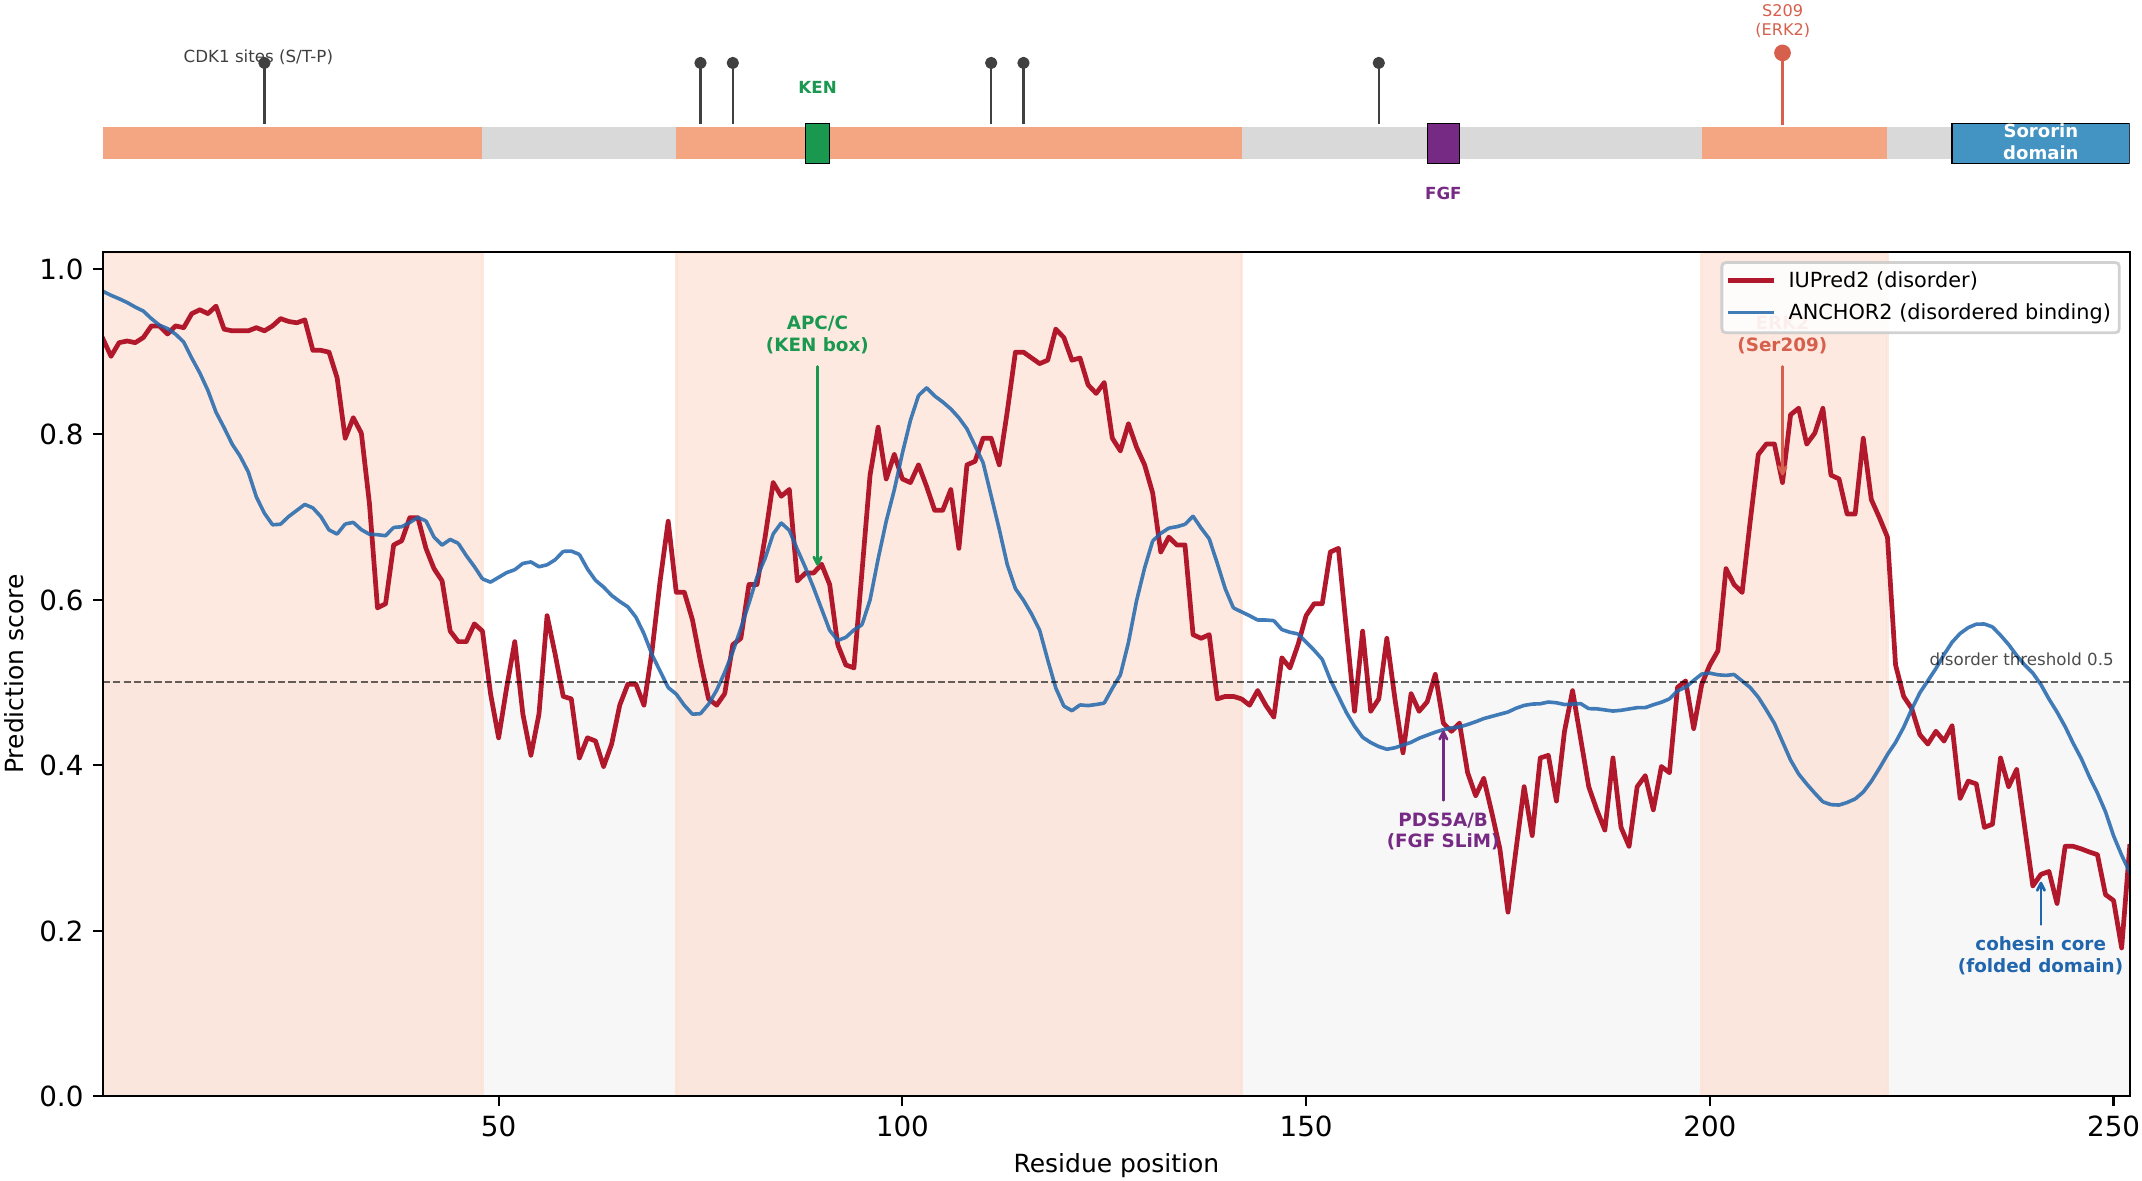 S209
(ERK2)
CDK1 sites (S/T-P)
KEN
Sororin
domain
FGF
1.0
0.8
0.6
0.4
0.2
0.0
Prediction score
IUPred2 (disorder)
ANCHOR2 (disordered binding)
APC/C
(KEN box)
ERK2
(Ser209)
disorder threshold 0.5
PDS5A/B
(FGF SLiM)
cohesin core
(folded domain)
50
100
150
200
250
Residue position